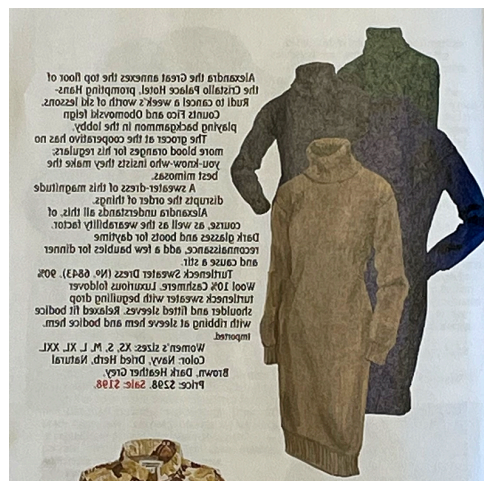 Alexandra the Great annexes the top floor of
the Cristallo Palace Hotel, prompting Hans-
Rudi to cancel a week's worth of ski lessons.
Counts Fico and Obomovski feign
playing backgammon in the lobby.
The grocer at the cooperative has no
more blood oranges for his regulars;
you-know-who insists they make the
best mimosas.
A sweater-dress of this magnitude
disrupts the order of things.
Alexandra understands all this, of
course, as well as the wearability factor.
Dark glasses and boots for daytime
reconnaissance, add a few baubles for dinner
and cause a stir.
Turtleneck Sweater Dress (Nº. 6843). 90%
Wool 10% Cashmere. Luxurious foldover
turtleneck sweater with beguiling drop
shoulder and fitted sleeves. Relaxed fit bodice
with ribbing at sleeve hem and bodice hem.
Imported.
Women's sizes: XS, S, M, L, XL, XXL.
Color: Navy, Dried Herb, Natural
Brown, Dark Heather Grey.
Price: $298. Sale: $198.